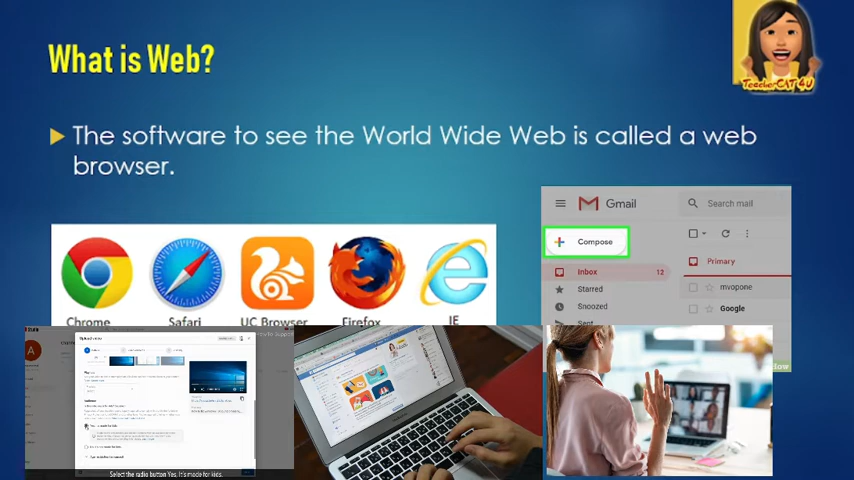 What is Web?
TeacherCAT 4U
The software to see the World Wide Web is called a web
browser.
Gmail
Search mail
Compose
Primary
Inbox 12
mvopone
Starred
Snoozed
Google
Sent
Chrome Safari UC Browser Firefox IE
Select the radio button Yes, It's made for kids.